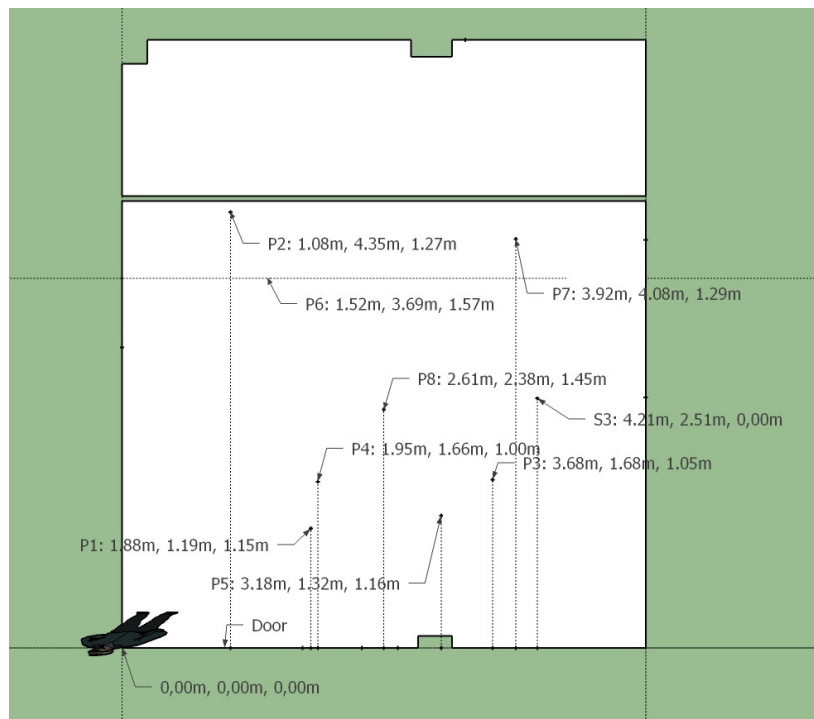 P2: 1.08m, 4.35m, 1.27m
P7: 3.92m, 4.08m, 1.29m
P6: 1.52m, 3.69m, 1.57m
P8: 2.61m, 2.38m, 1.45m
S3: 4.21m, 2.51m, 0,00m
P4: 1.95m, 1.66m, 1.00m
P3: 3.68m, 1.68m, 1.05m
P1: 1.88m, 1.19m, 1.15m
P5: 3.18m, 1.32m, 1.16m
Door
0,00m, 0,00m, 0,00m